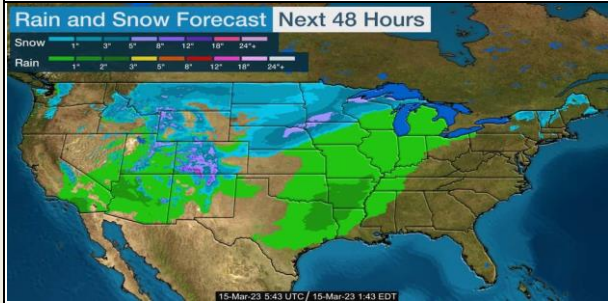 Rain and Snow Forecast Next 48 Hours
Snow
1" 3" 5" 8" 12" 18" 24"+
Rain
1" 2" 3" 5" 8" 12" 18" 24"+
15-Mar-23 5:43 UTC / 15-Mar-23 1:43 EDT